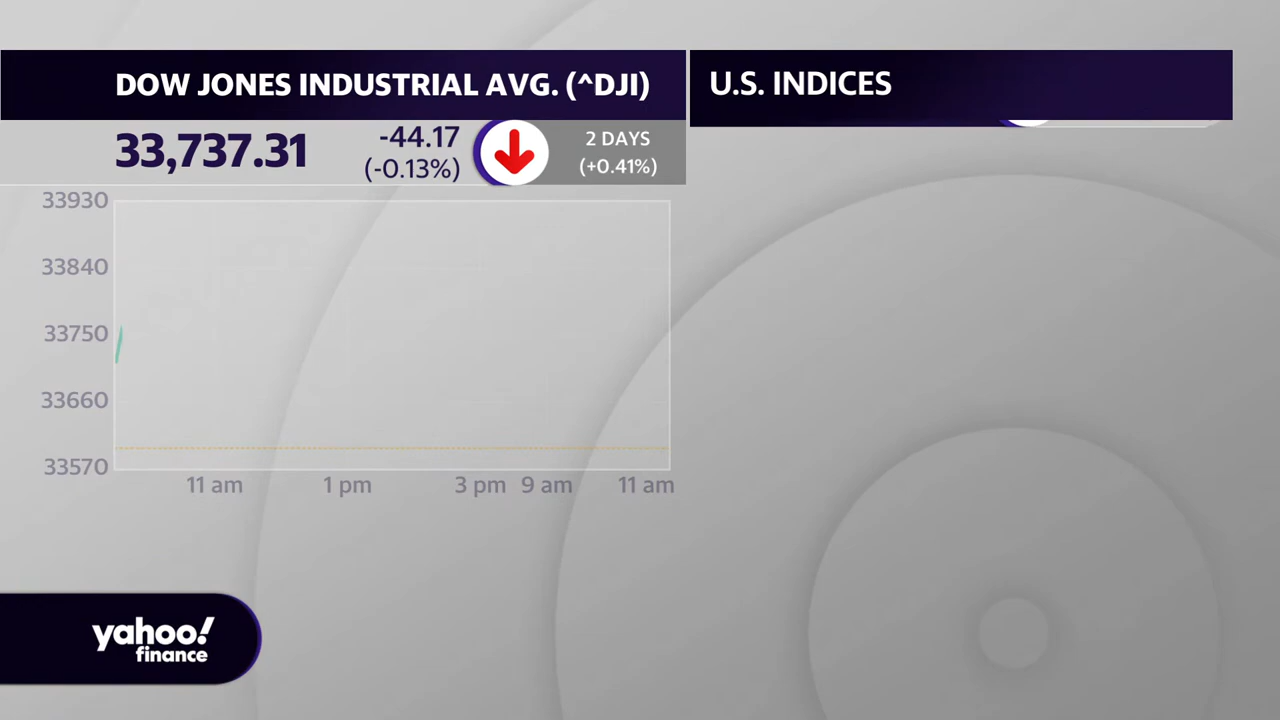 DOW JONES INDUSTRIAL AVG. (^DJI)
33,737.31
-44.17
(-0.13%)
2 DAYS
(+0.41%)
33930
33840
33750
33660
33570
11 am
1 pm
3 pm
9 am
11 am
U.S. INDICES
yahoo!
finance